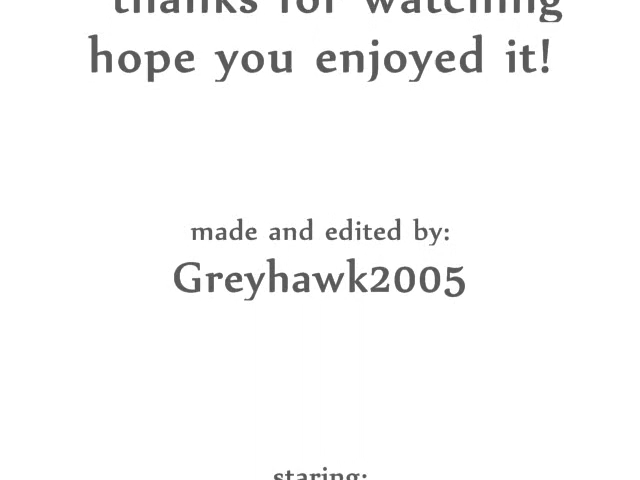 thanks for watching
hope you enjoyed it!
made and edited by:
Greyhawk2005
staring: